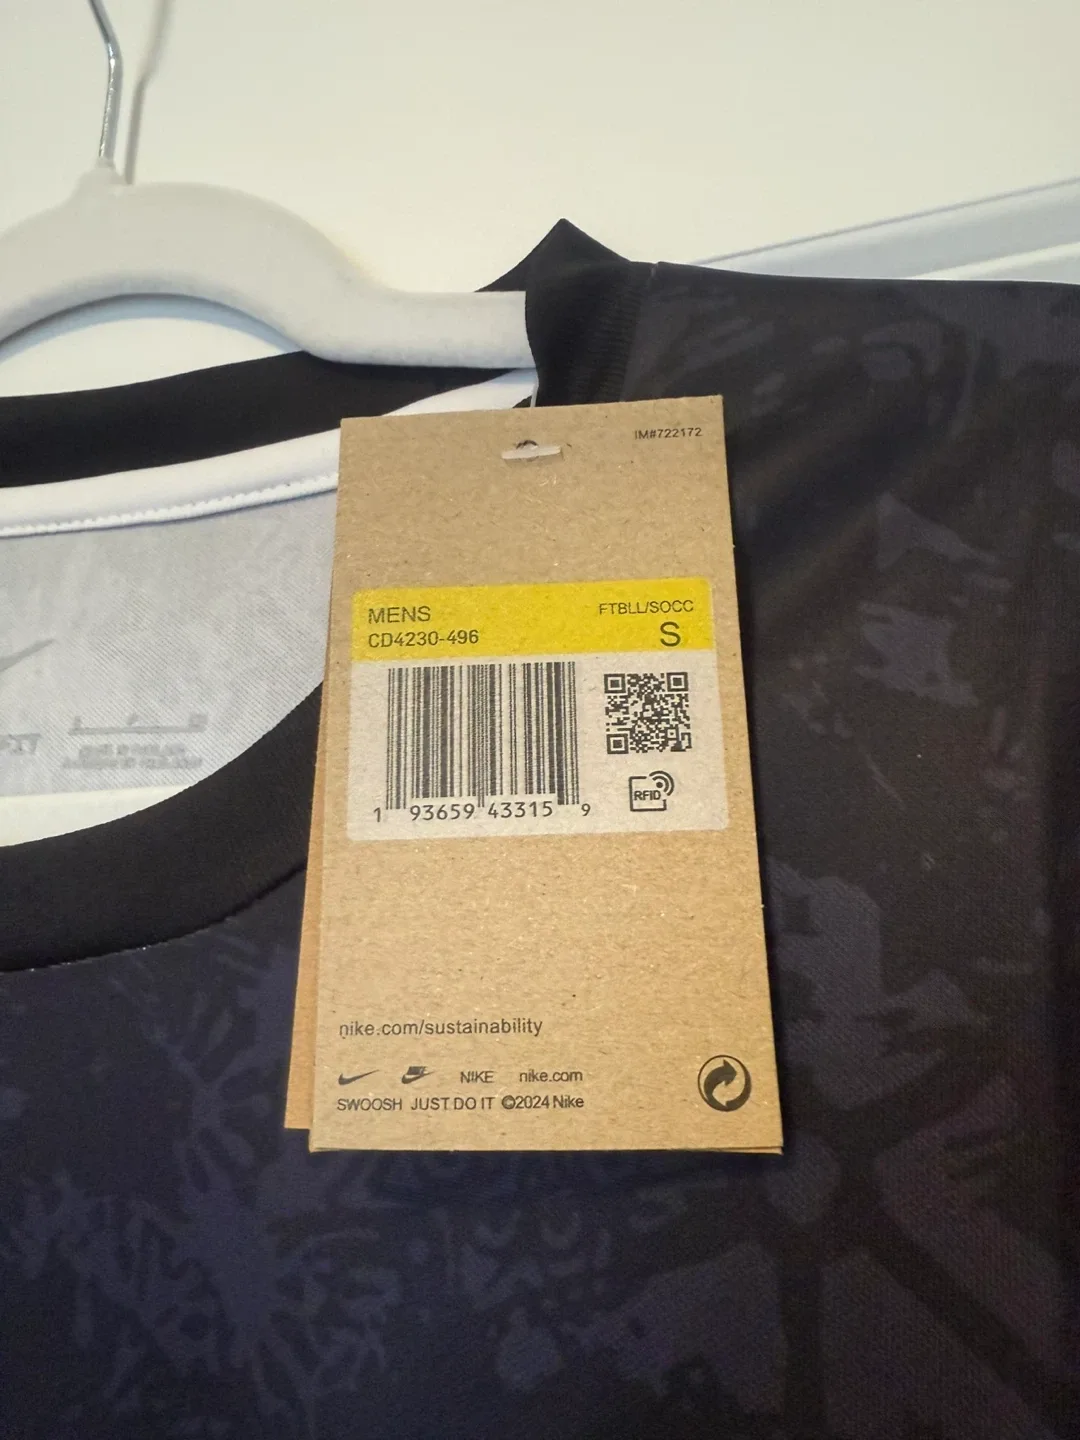 IM#722172
MENS FTBLL/SOCC
CD4230-496 S
1 93659 43315 9
RFID
nike.com/sustainability
NIKE nike.com
SWOOSH JUST DO IT ©2024 Nike